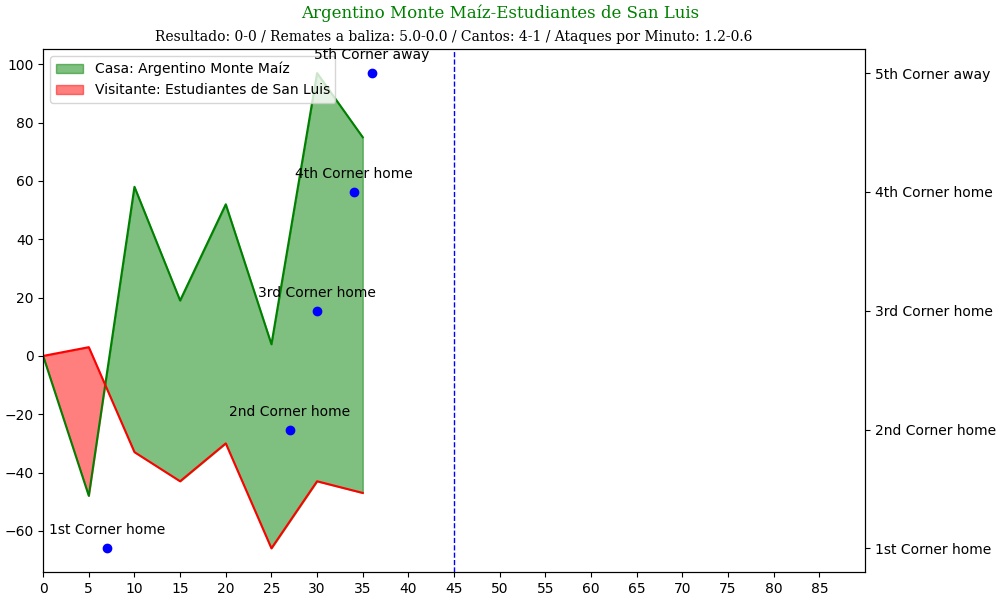 Argentino Monte Maíz-Estudiantes de San Luis
Resultado: 0-0 / Remates a baliza: 5.0-0.0 / Cantos: 4-1 / Ataques por Minuto: 1.2-0.6
Casa: Argentino Monte Maíz
Visitante: Estudiantes de San Luis
5th Corner away
4th Corner home
3rd Corner home
2nd Corner home
1st Corner home
100
80
60
40
20
0
−20
−40
−60
5th Corner away
4th Corner home
3rd Corner home
2nd Corner home
1st Corner home
0 5 10 15 20 25 30 35 40 45 50 55 60 65 70 75 80 85